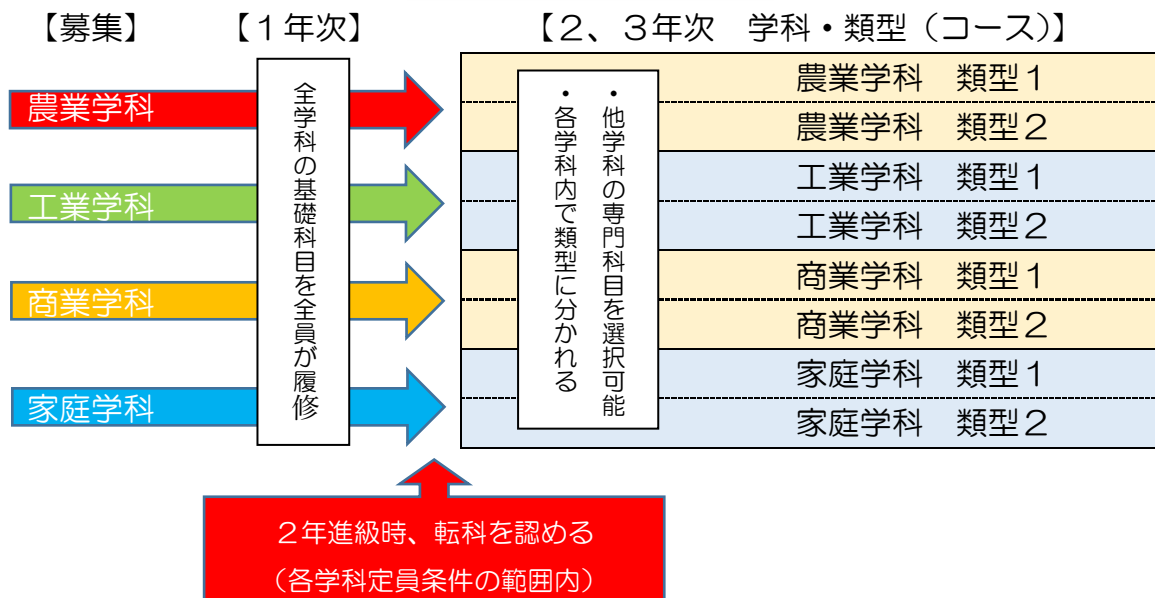 【募集】 【１年次】 【２、３年次　学科・類型（コース）】
農業学科
工業学科
商業学科
家庭学科
全学科の基礎科目を全員が履修
・他学科の専門科目を選択可能
・各学科内で類型に分かれる
農業学科　類型１
農業学科　類型２
工業学科　類型１
工業学科　類型２
商業学科　類型１
商業学科　類型２
家庭学科　類型１
家庭学科　類型２
２年進級時、転科を認める
（各学科定員条件の範囲内）